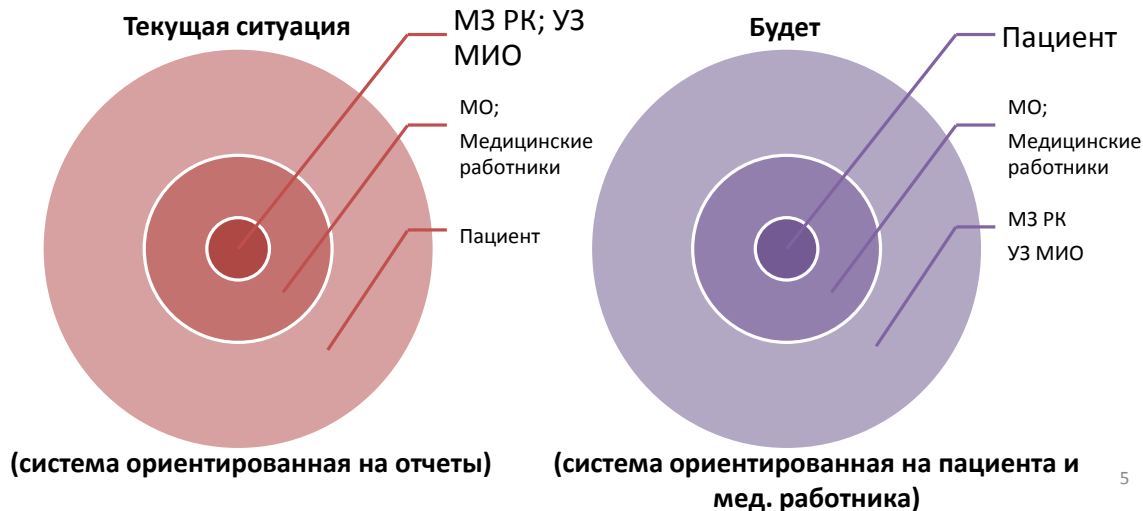 Текущая ситуация
МЗ РК; УЗ
МИО
МО;
Медицинские
работники
Пациент
(система ориентированная на отчеты)
Будет
Пациент
МО;
Медицинские
работники
МЗ РК
УЗ МИО
(система ориентированная на пациента и
мед. работника)
5